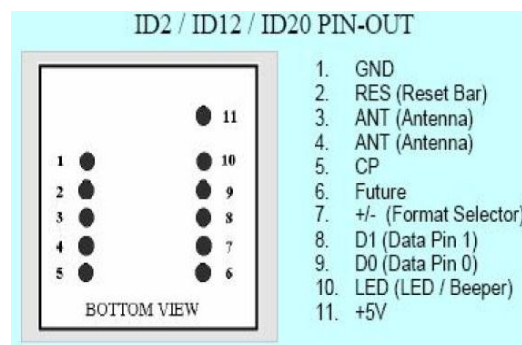 ID2 / ID12 / ID20 PIN-OUT
11
1 10
2 9
3 8
4 7
5 6
BOTTOM VIEW
1. GND
2. RES (Reset Bar)
3. ANT (Antenna)
4. ANT (Antenna)
5. CP
6. Future
7. +/- (Format Selector)
8. D1 (Data Pin 1)
9. D0 (Data Pin 0)
10. LED (LED / Beeper)
11. +5V